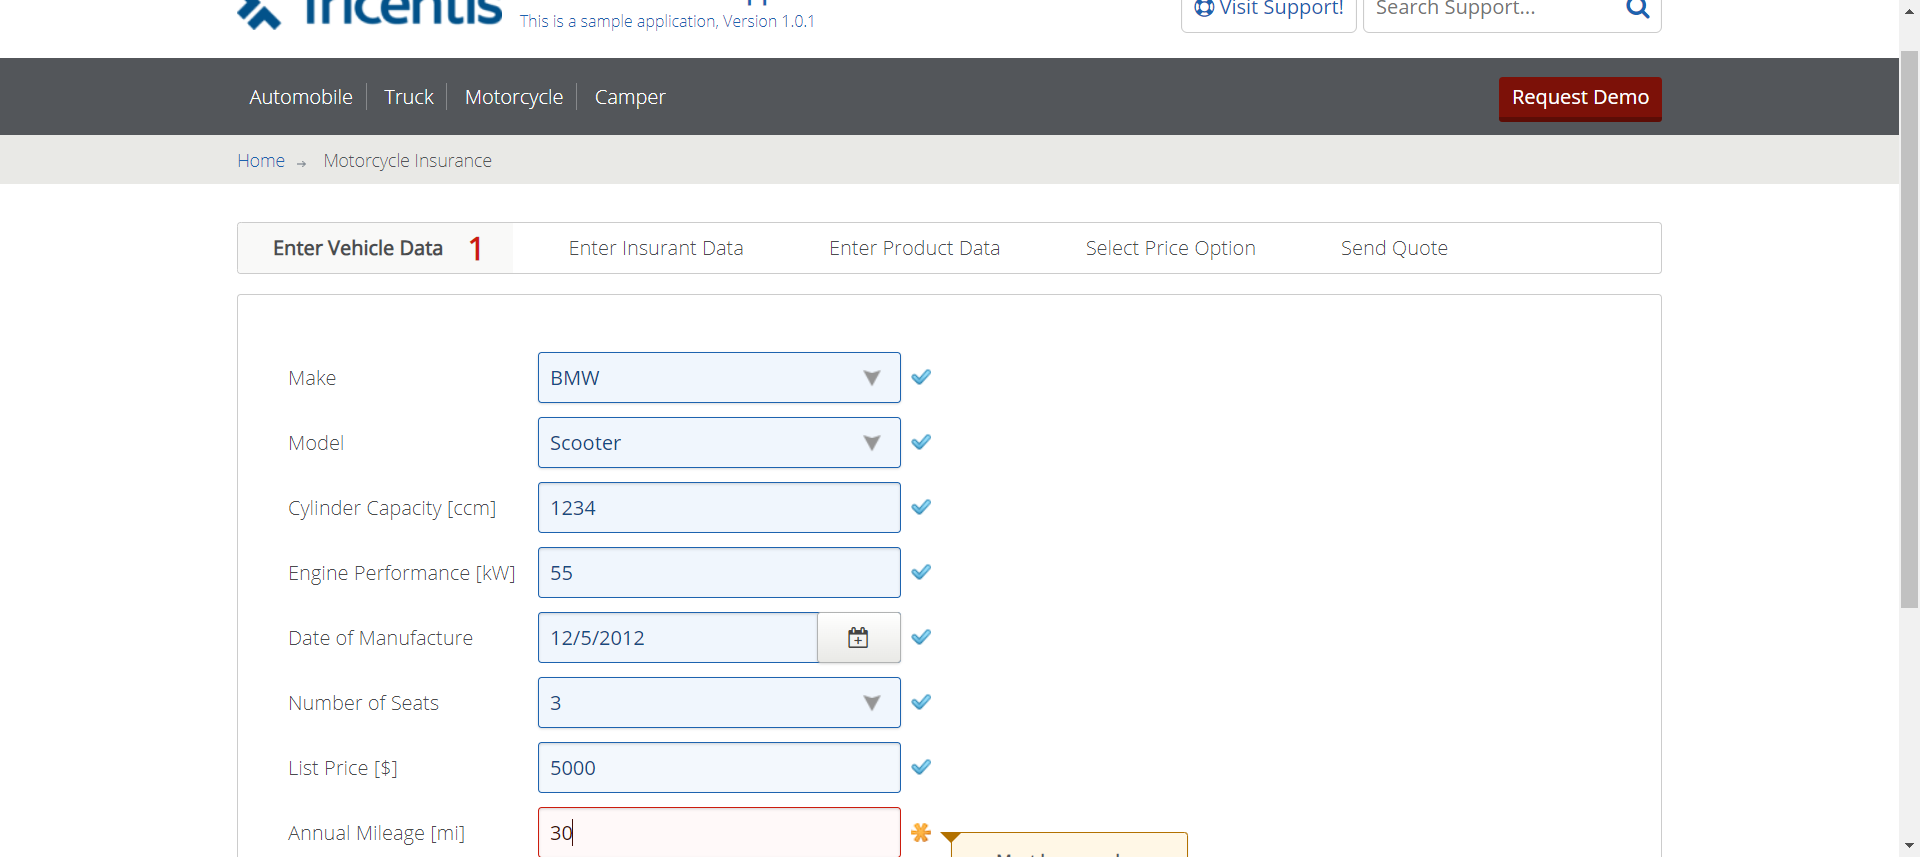 Tricentis
This is a sample application, Version 1.0.1
Visit Support!
Search Support...
Automobile
Truck
Motorcycle
Camper
Request Demo
Home → Motorcycle Insurance
Enter Vehicle Data 1
Enter Insurant Data
Enter Product Data
Select Price Option
Send Quote
Make
BMW
Model
Scooter
Cylinder Capacity [ccm]
1234
Engine Performance [kW]
55
Date of Manufacture
12/5/2012
Number of Seats
3
List Price [$]
5000
Annual Mileage [mi]
30